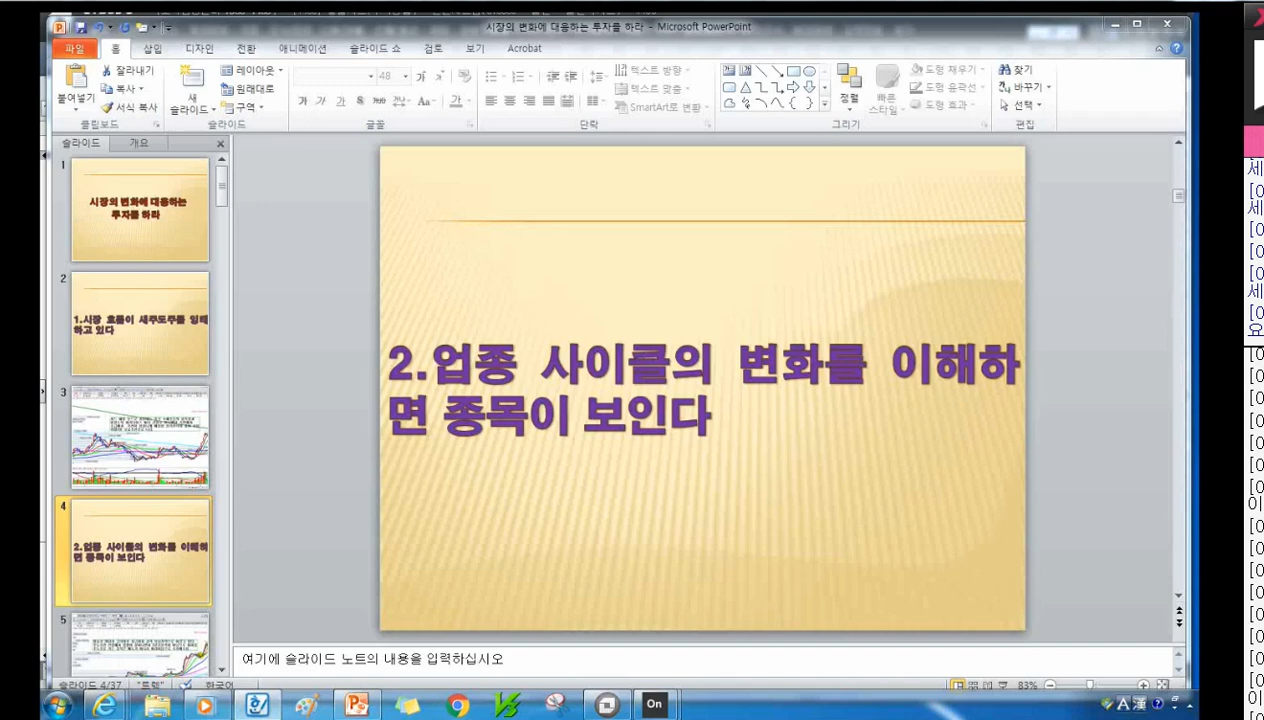 시장의 변화에 대응하는 투자를 하라 - Microsoft PowerPoint
파일 홈 삽입 디자인 전환 애니메이션 슬라이드 쇼 검토 보기 Acrobat
잘라내기 레이아웃 48 텍스트 방향 도형 채우기 찾기
복사 원래대로 텍스트 맞춤 도형 윤곽선 바꾸기
붙여넣기 서식 복사 새 슬라이드 구역 SmartArt로 변환 정렬 빠른 스타일 도형 효과 선택
클립보드 슬라이드 글꼴 단락 그리기 편집
슬라이드 개요
1
시장의 변화에 대응하는
투자를 하라
2
1.시장 흐름이 새주도주를 잉태
하고 있다
3
4
2.업종 사이클의 변화를 이해하
면 종목이 보인다
5
2.업종 사이클의 변화를 이해하
면 종목이 보인다
여기에 슬라이드 노트의 내용을 입력하십시오
슬라이드 4/37 "트렉" 한국어 83%
On
A 漢